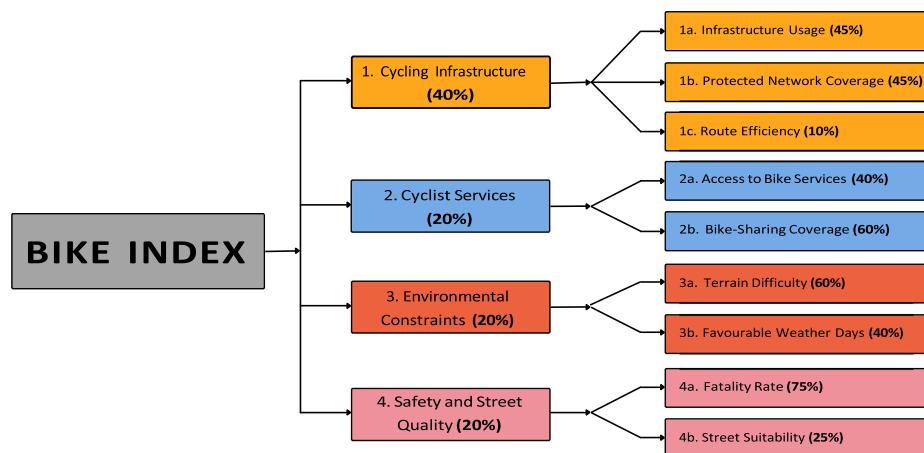 BIKE INDEX
1. Cycling Infrastructure
(40%)
1a. Infrastructure Usage (45%)
1b. Protected Network Coverage (45%)
1c. Route Efficiency (10%)
2. Cyclist Services
(20%)
2a. Access to Bike Services (40%)
2b. Bike-Sharing Coverage (60%)
3. Environmental
Constraints (20%)
3a. Terrain Difficulty (60%)
3b. Favourable Weather Days (40%)
4. Safety and Street
Quality (20%)
4a. Fatality Rate (75%)
4b. Street Suitability (25%)